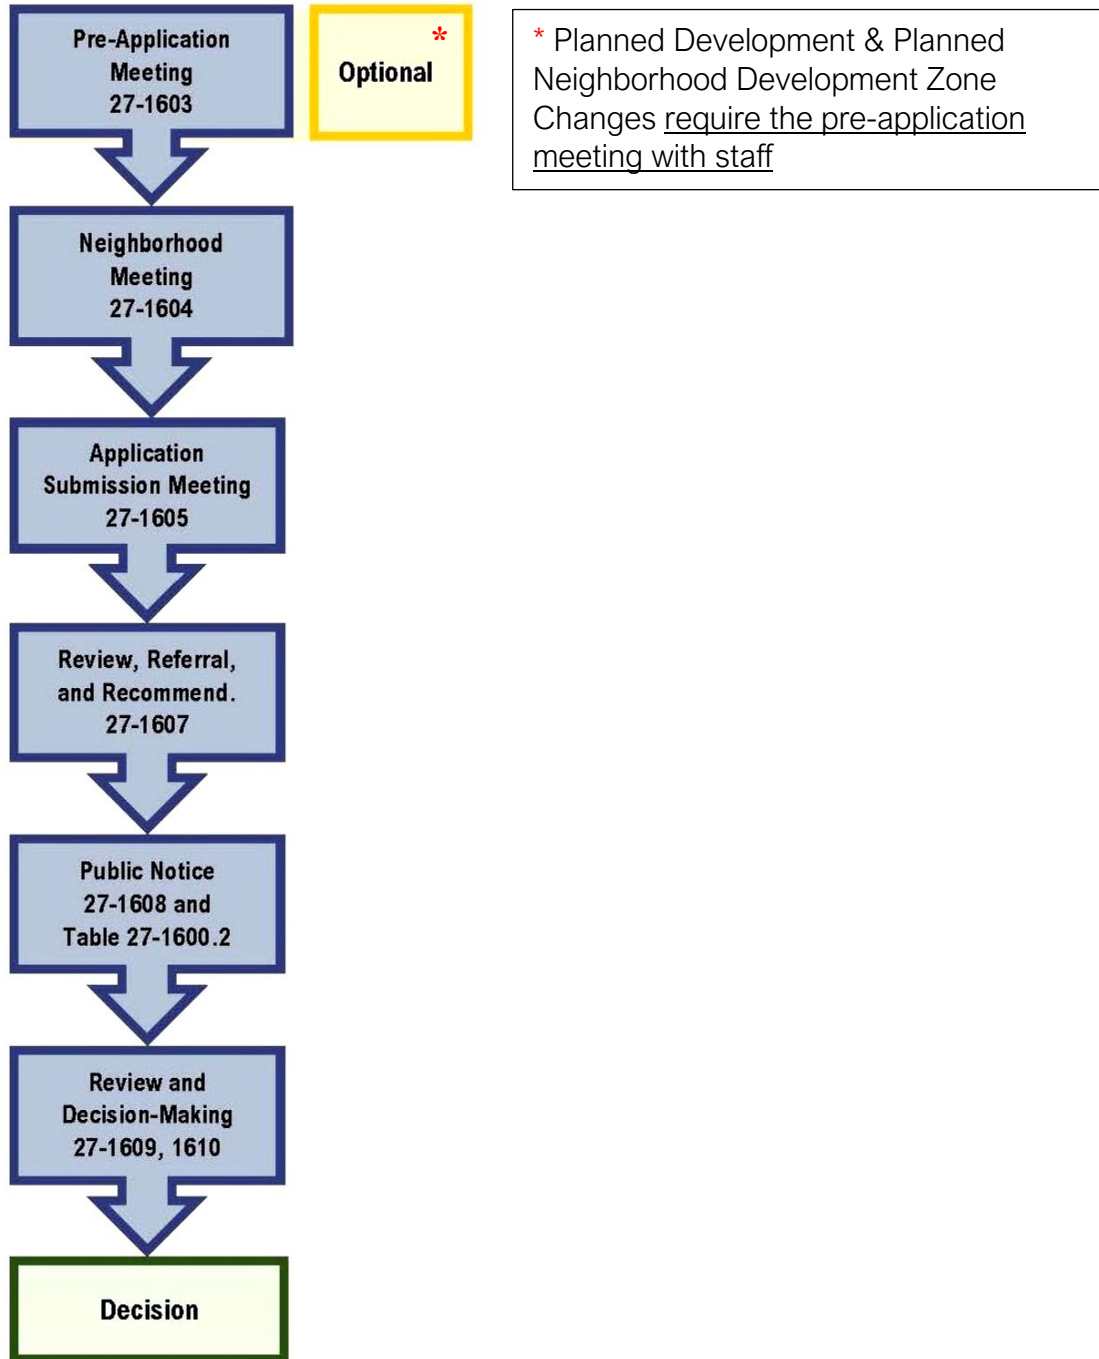 Pre-Application
Meeting
27-1603
*
Optional
* Planned Development & Planned
Neighborhood Development Zone
Changes require the pre-application
meeting with staff
Neighborhood
Meeting
27-1604
Application
Submission Meeting
27-1605
Review, Referral,
and Recommend.
27-1607
Public Notice
27-1608 and
Table 27-1600.2
Review and
Decision-Making
27-1609, 1610
Decision